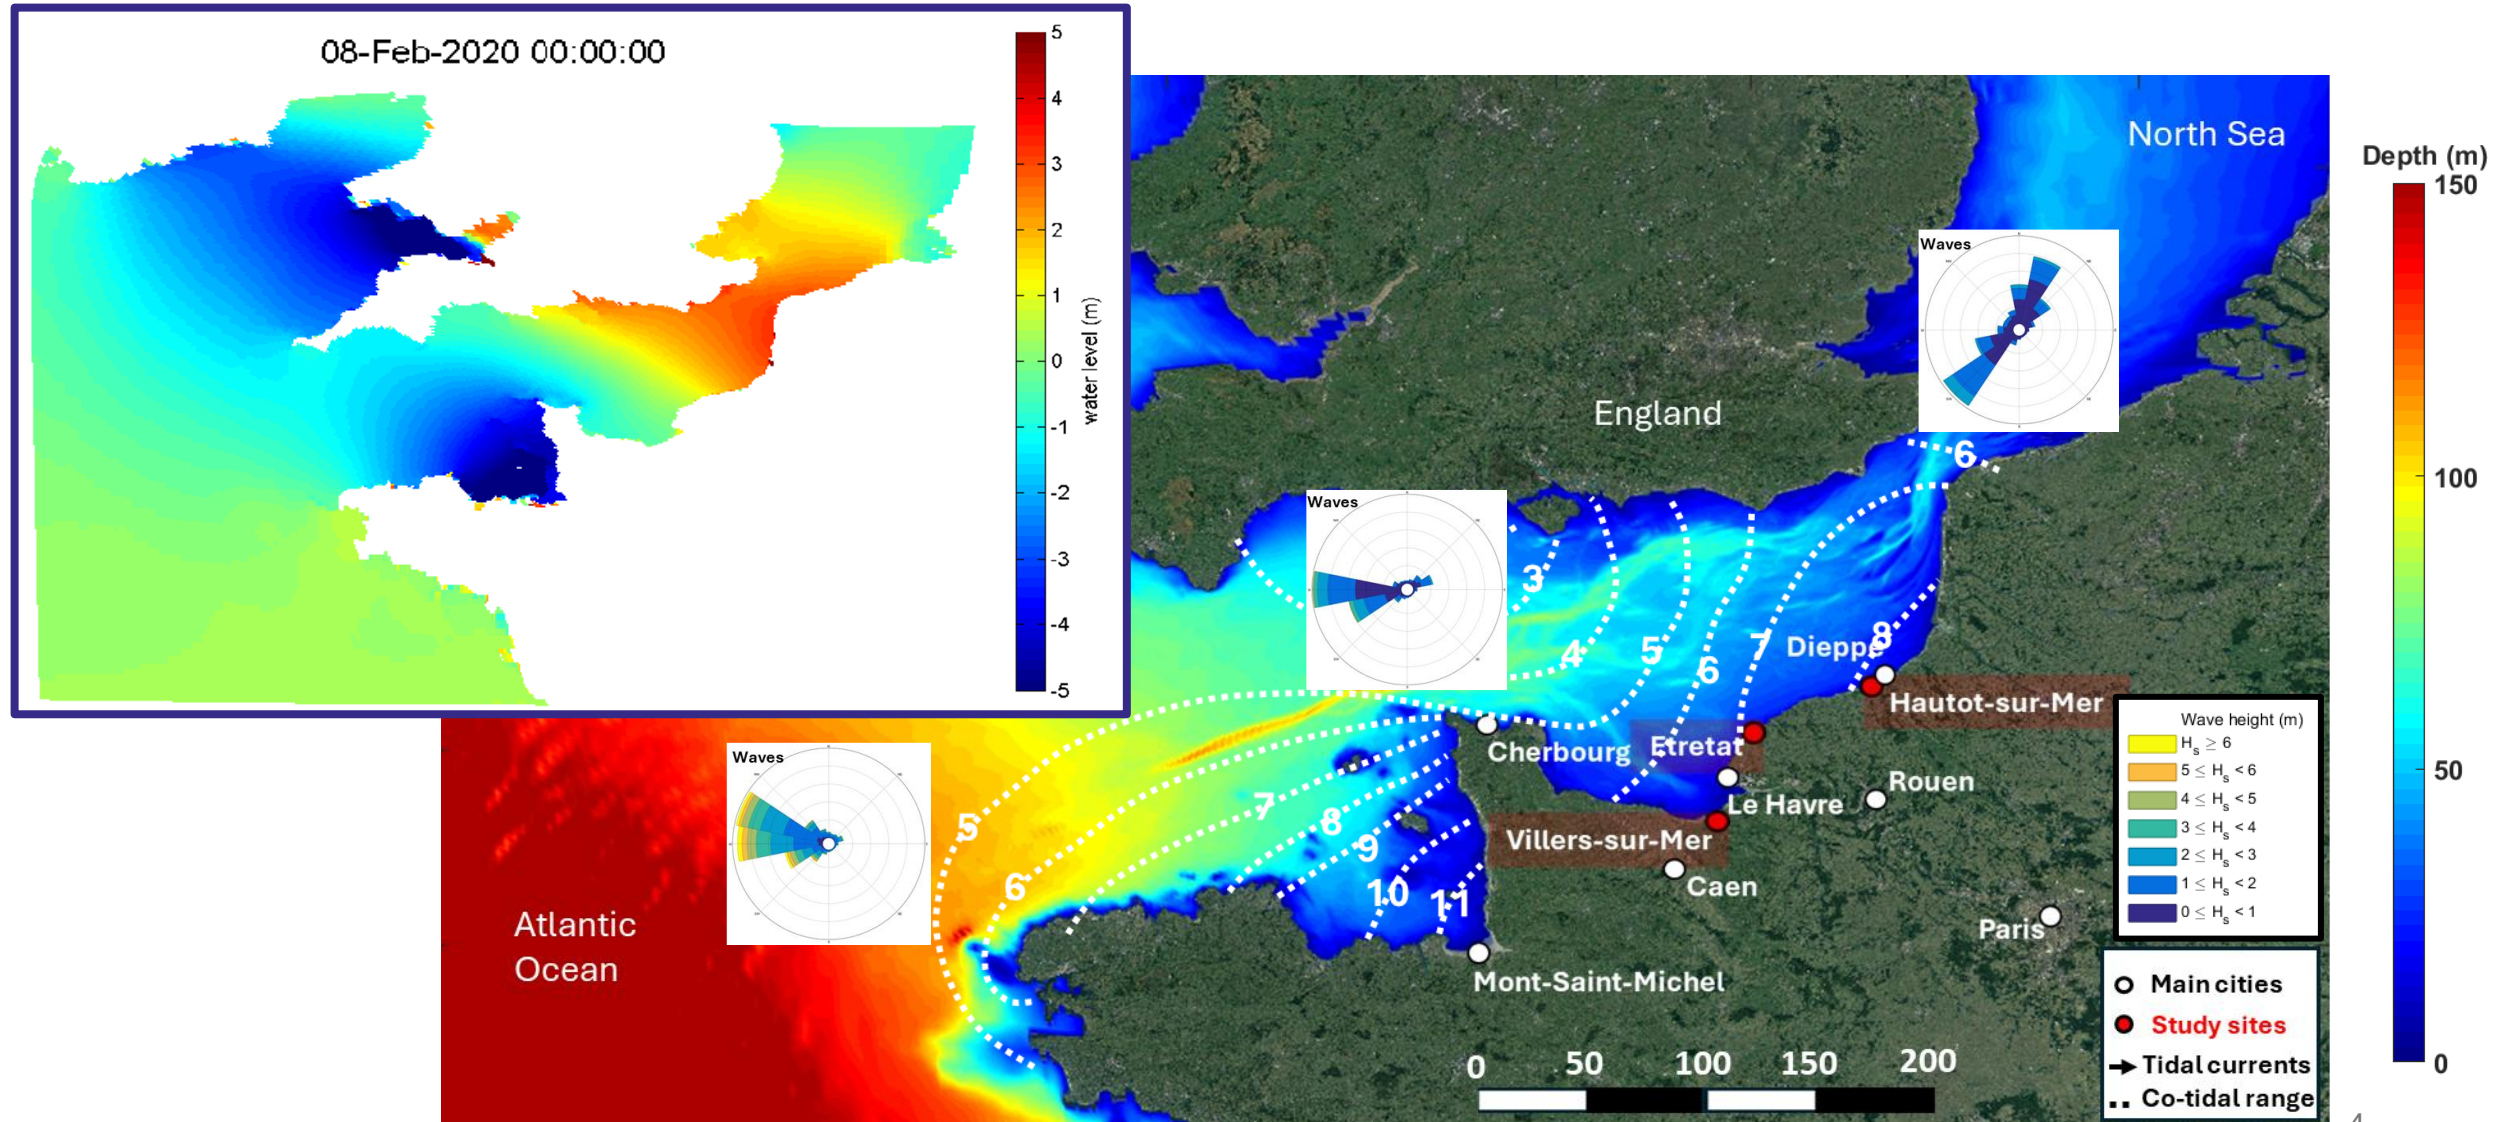 08-Feb-2020 00:00:00
5
4
3
2
1
0
-1
-2
-3
-4
-5
water level (m)
North Sea
Depth (m)
150
100
50
0
Waves
England
6
Waves
3
4
5
6
7
8
Dieppe
Hautot-sur-Mer
Cherbourg
Etretat
Rouen
Le Havre
Villers-sur-Mer
Caen
Paris
Mont-Saint-Michel
Waves
5
6
7
8
9
10
11
Atlantic
Ocean
Wave height (m)
Hs ≥ 6
5 ≤ Hs < 6
4 ≤ Hs < 5
3 ≤ Hs < 4
2 ≤ Hs < 3
1 ≤ Hs < 2
0 ≤ Hs < 1
Main cities
Study sites
Tidal currents
Co-tidal range
0 50 100 150 200
4